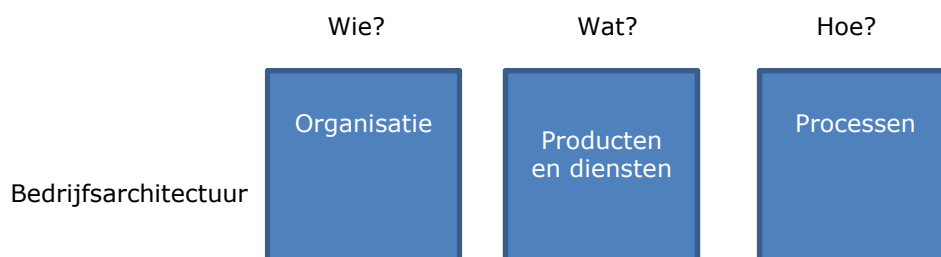 Wie?
Wat?
Hoe?
Organisatie
Producten
en diensten
Processen
Bedrijfsarchitectuur